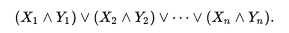 (X₁ ∧ Y₁) ∨ (X₂ ∧ Y₂) ∨ ⋯ ∨ (Xₙ ∧ Yₙ).